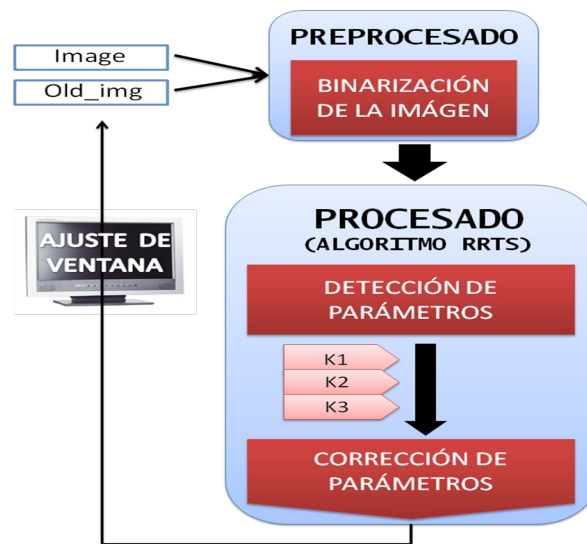 Image
Old_img
PREPROCESADO
BINARIZACIÓN
DE LA IMÁGEN
AJUSTE DE
VENTANA
PROCESADO
(ALGORITMO RRTS)
DETECCIÓN DE
PARÁMETROS
K1
K2
K3
CORRECCIÓN DE
PARÁMETROS